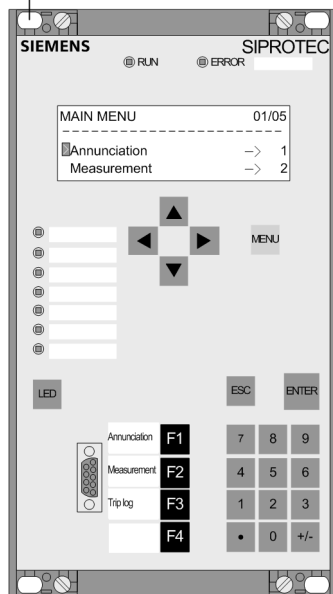 SIEMENS
SIPROTEC
RUN
ERROR
MAIN MENU 01/05
--------------------
Annunciation --> 1
Measurement --> 2
MENU
LED
ESC
ENTER
Annunciation F1
Measurement F2
Trip log F3
F4
7 8 9
4 5 6
1 2 3
• 0 +/-